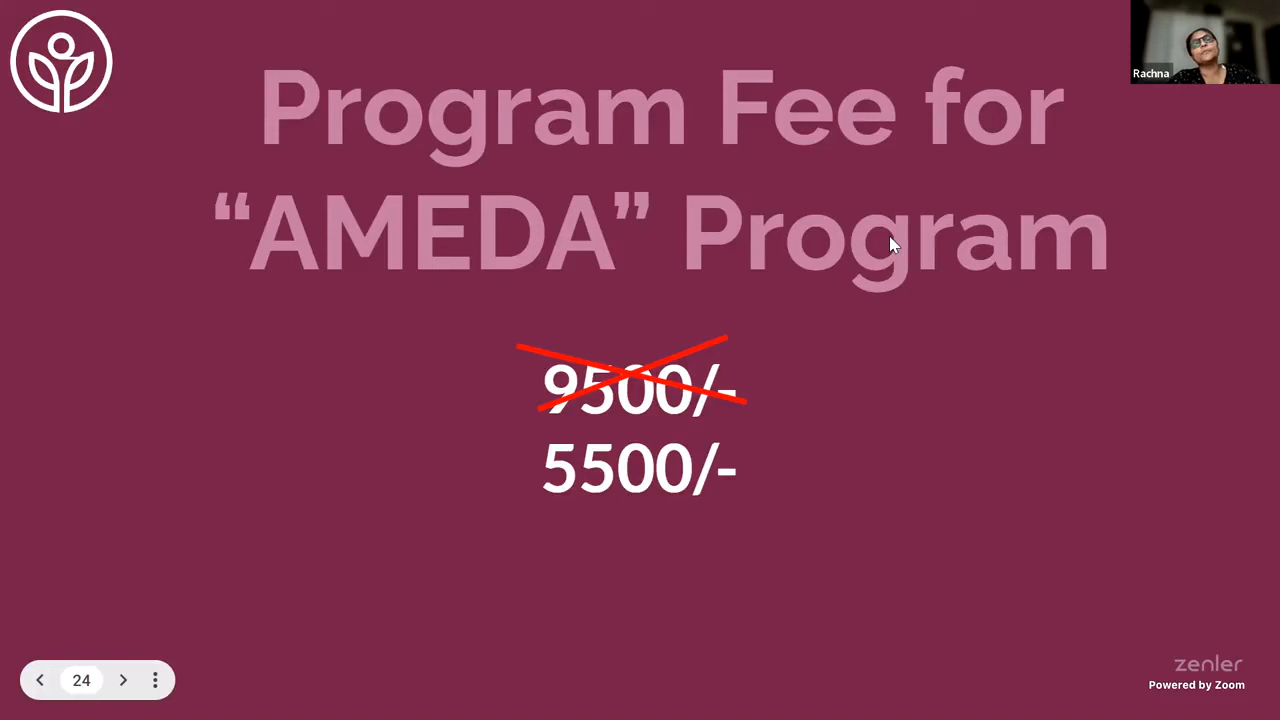 Rachna
Program Fee for
“AMEDA” Program
9500/-
5500/-
24
zenler
Powered by Zoom